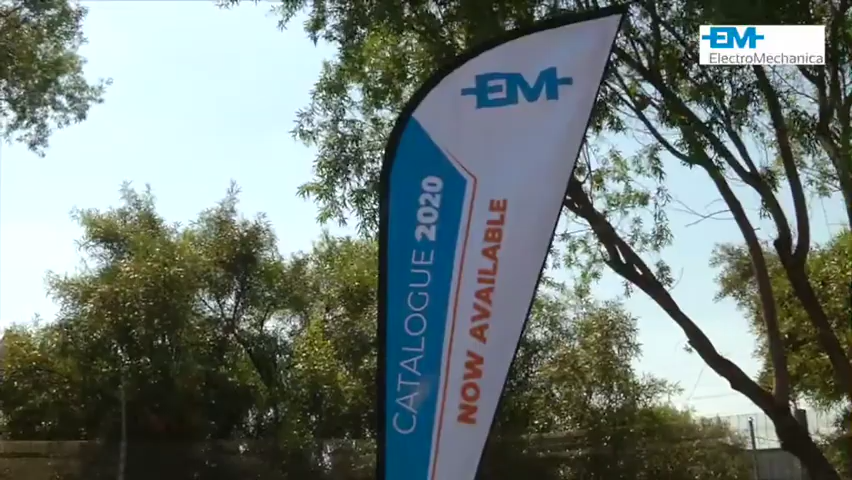 EM
CATALOGUE 2020
NOW AVAILABLE
EM
ElectroMechanica